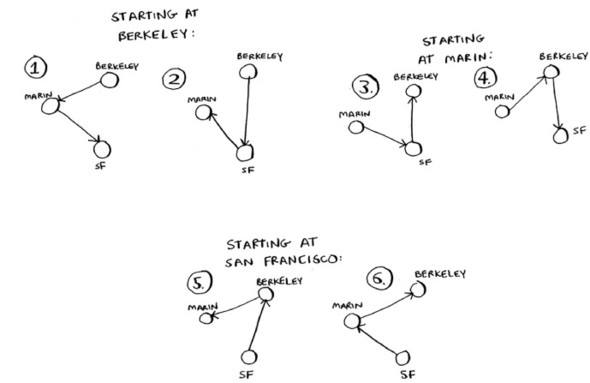 STARTING AT
BERKELEY:
1
BERKELEY
MARIN
SF
2
BERKELEY
MARIN
SF
STARTING
AT MARIN:
3.
BERKELEY
MARIN
SF
4.
BERKELEY
MARIN
SF
STARTING AT
SAN FRANCISCO:
5.
BERKELEY
MARIN
SF
6.
BERKELEY
MARIN
SF